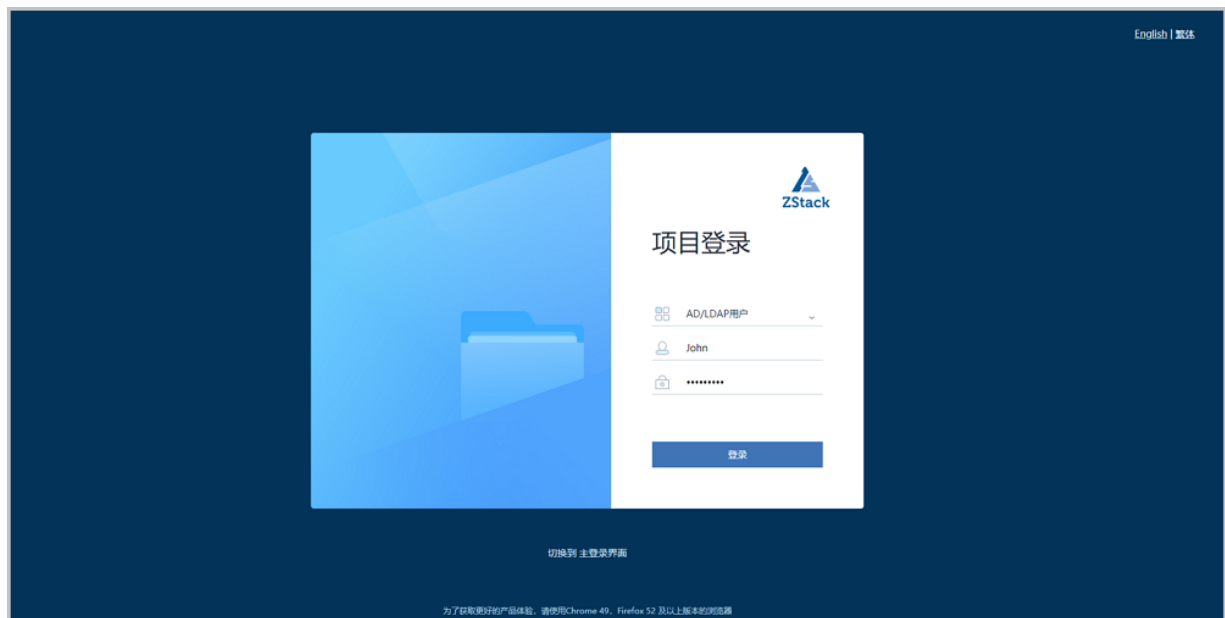 English | 繁体
ZStack
项目登录
AD/LDAP用户
John
•••••••••
登录
切换到 主登录界面
为了获取更好的产品体验，请使用Chrome 49，Firefox 52 及以上版本的浏览器